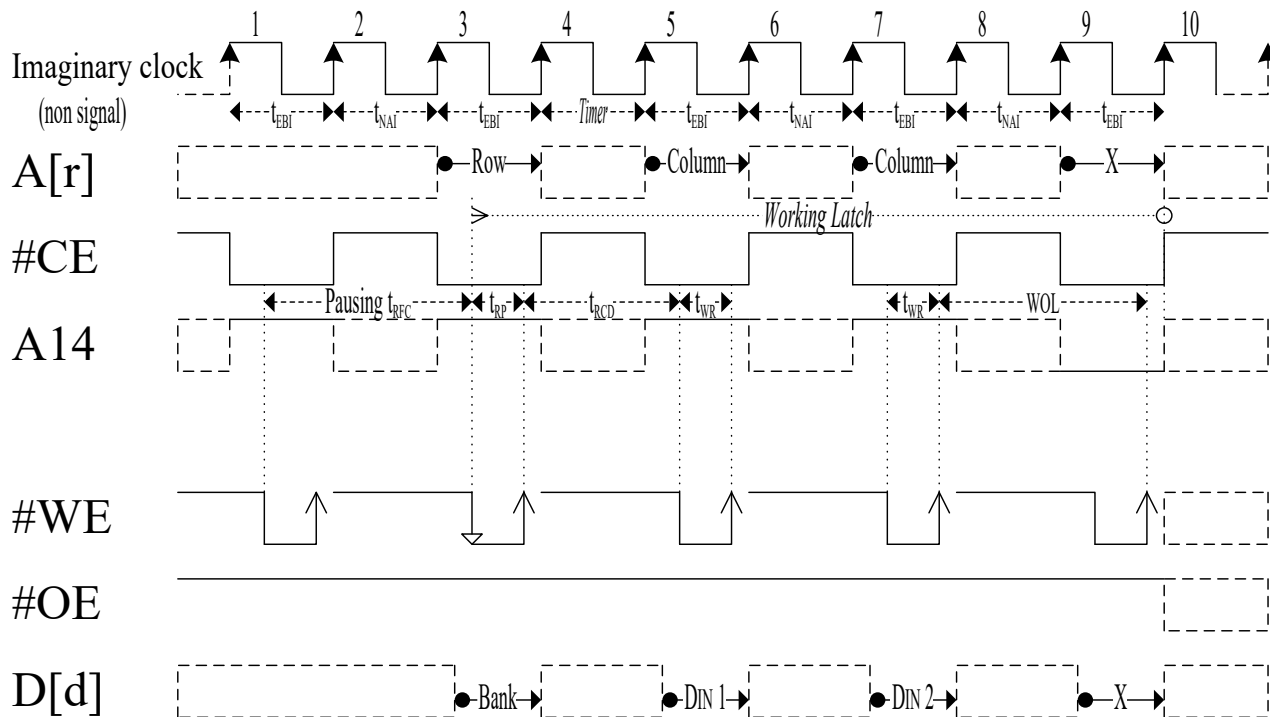 1 2 3 4 5 6 7 8 9 10
Imaginary clock
(non signal)
tEBI tNAI tEBI Timer tEBI tNAI tEBI tNAI tEBI
A[r] Row Column Column X
Working Latch
#CE
Pausing tRFC tRP tRCD tWR tWR WOL
A14
#WE
#OE
D[d] Bank DIN 1 DIN 2 X